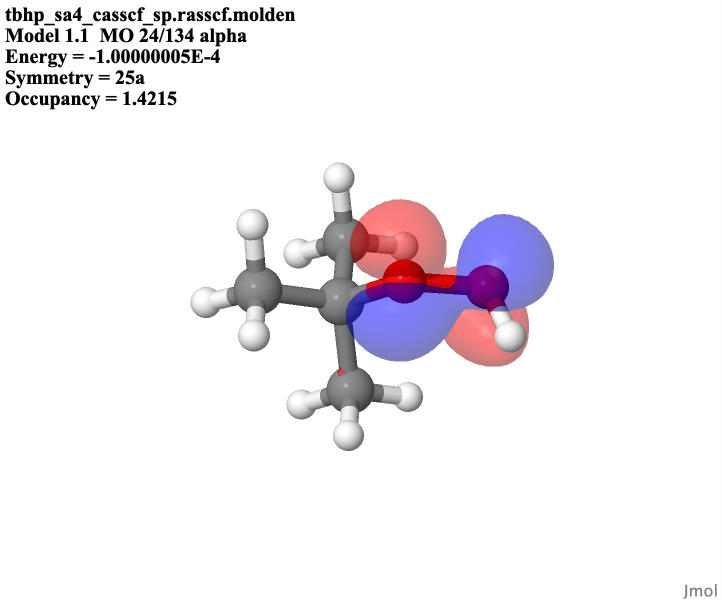 tbhp_sa4_casscf_sp.rasscf.molden
Model 1.1  MO 24/134 alpha
Energy = -1.00000005E-4
Symmetry = 25a
Occupancy = 1.4215
Jmol